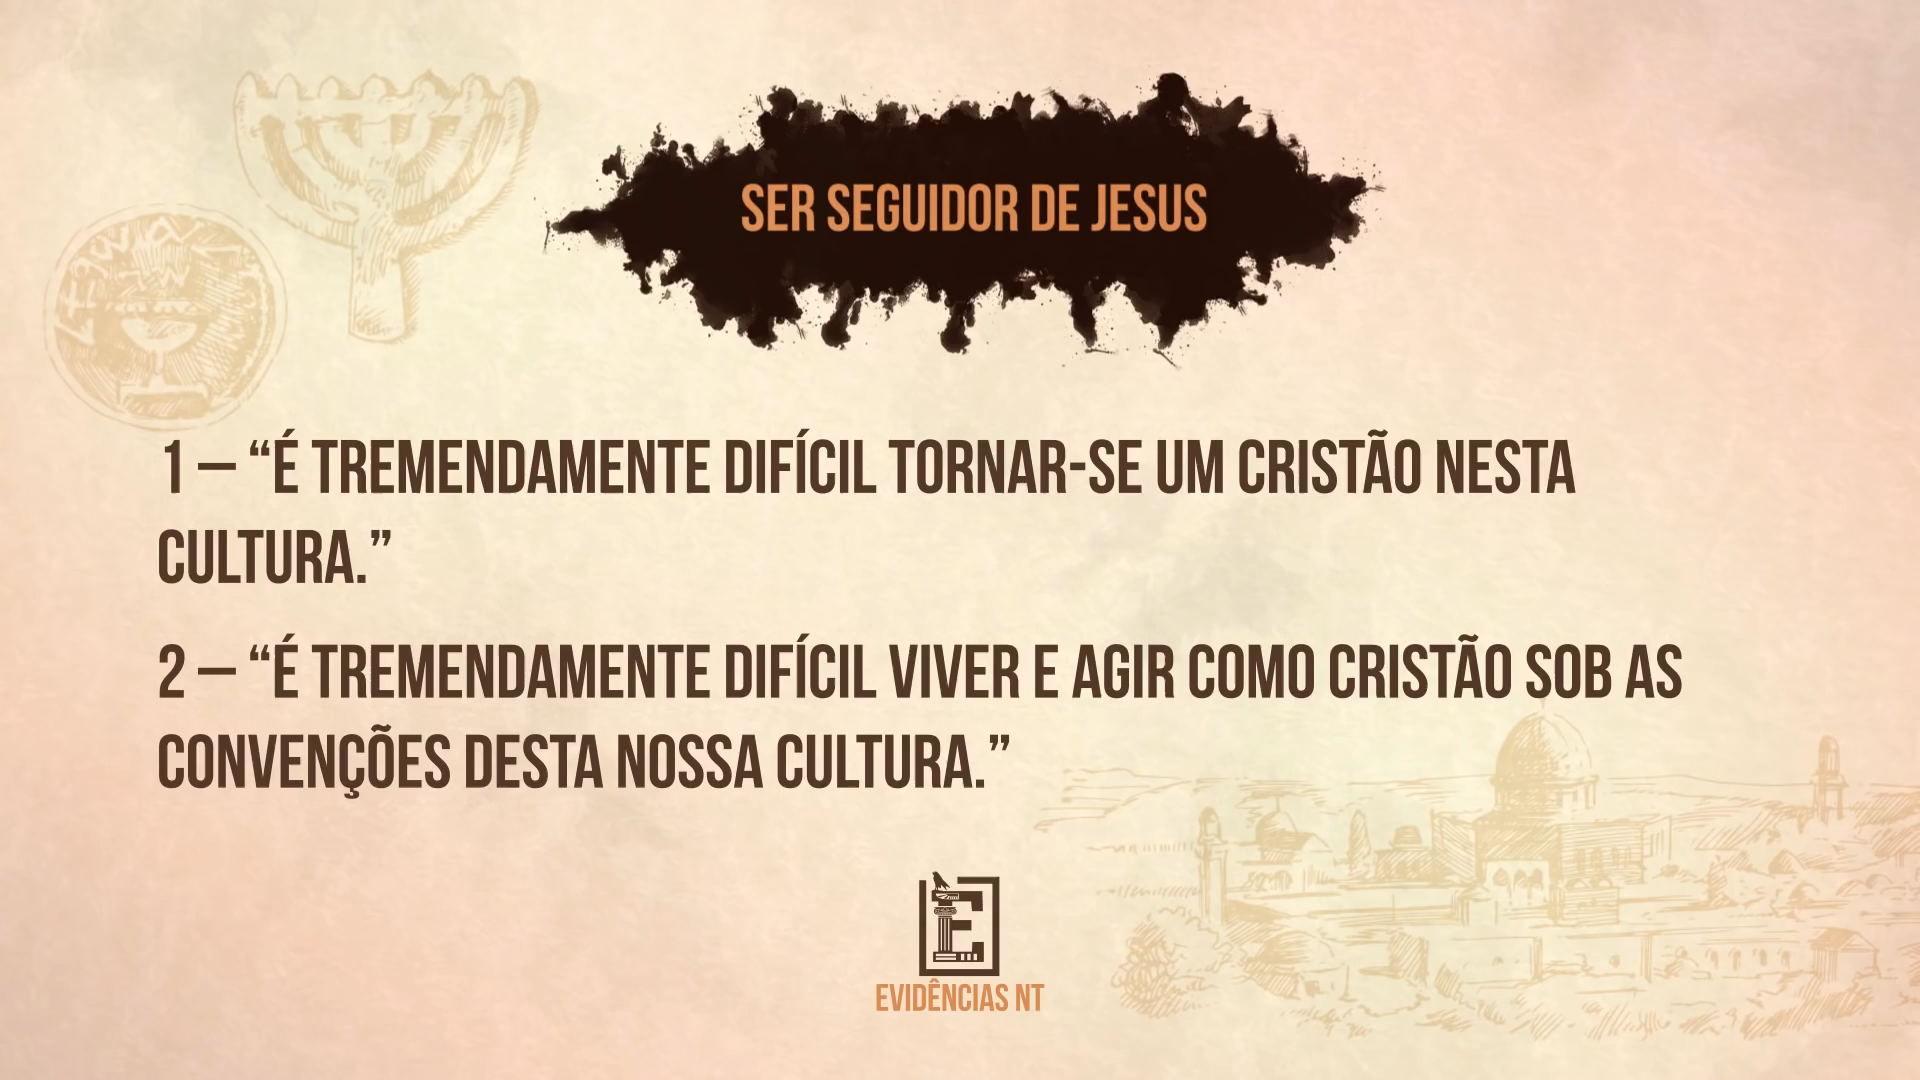 SER SEGUIDOR DE JESUS
1 – “É TREMENDAMENTE DIFÍCIL TORNAR-SE UM CRISTÃO NESTA
CULTURA.”
2 – “É TREMENDAMENTE DIFÍCIL VIVER E AGIR COMO CRISTÃO SOB AS
CONVENÇÕES DESTA NOSSA CULTURA.”
E
EVIDÊNCIAS NT